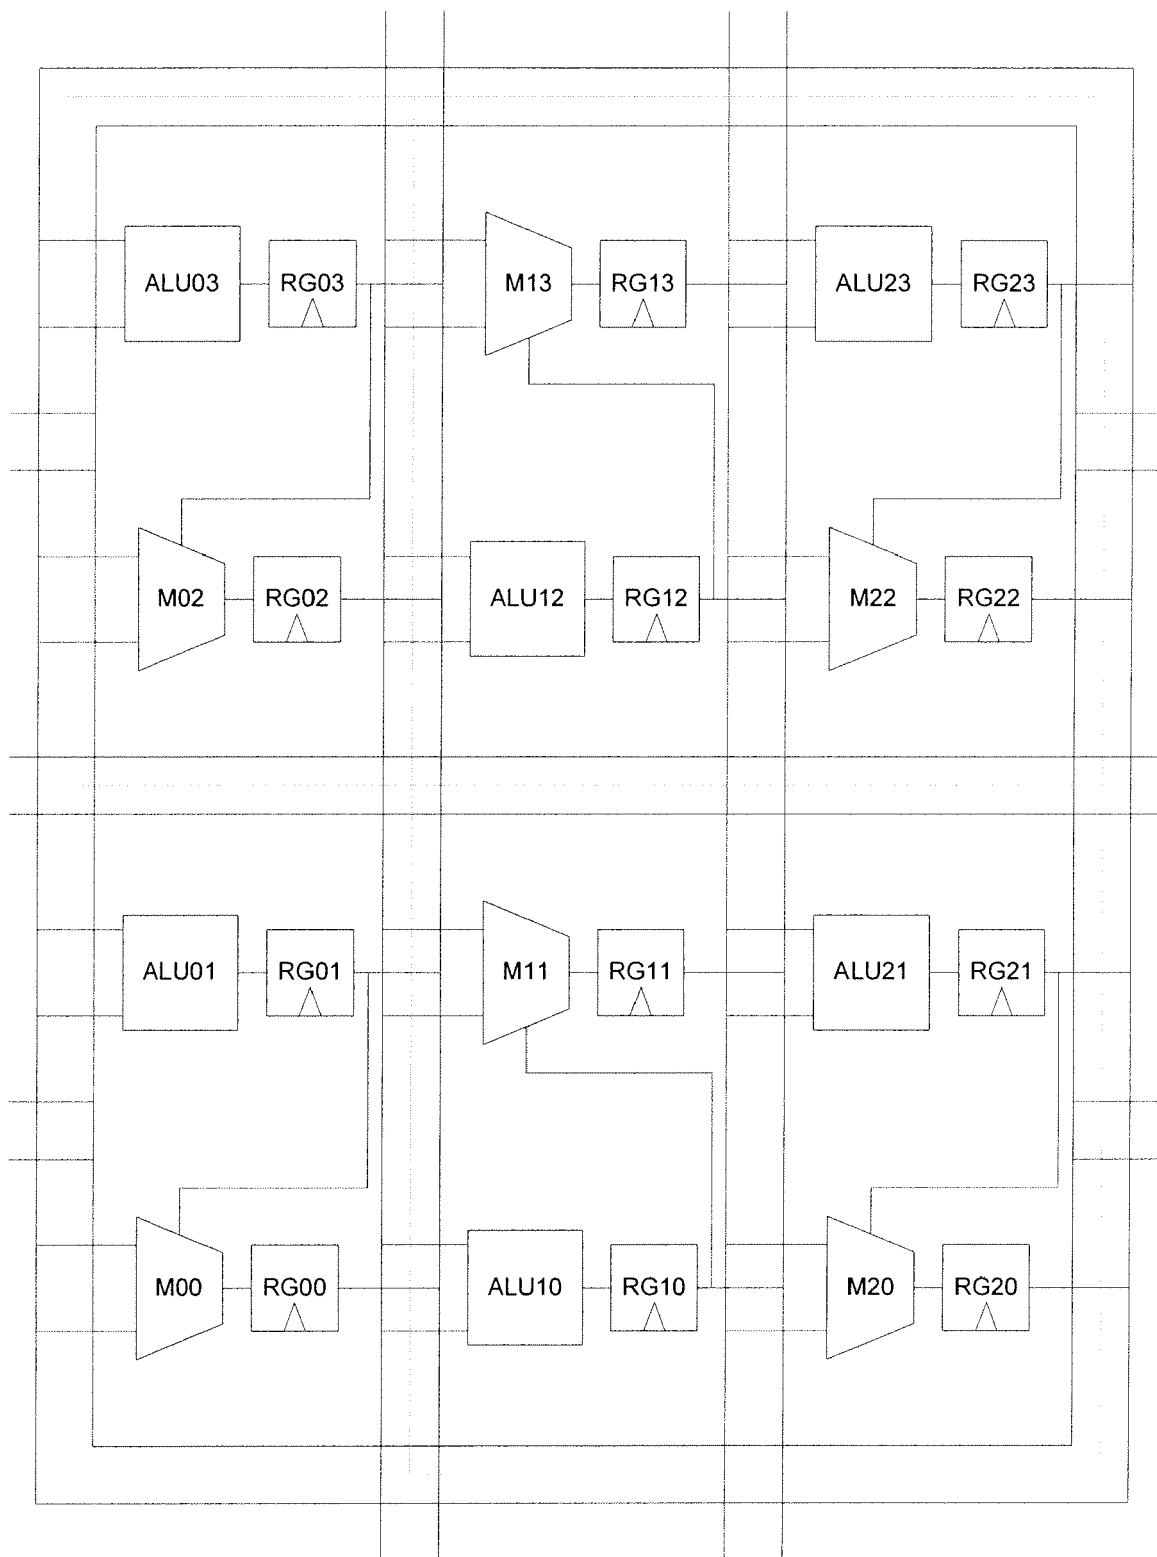 ALU03 RG03 M13 RG13 ALU23 RG23
M02 RG02 ALU12 RG12 M22 RG22
ALU01 RG01 M11 RG11 ALU21 RG21
M00 RG00 ALU10 RG10 M20 RG20